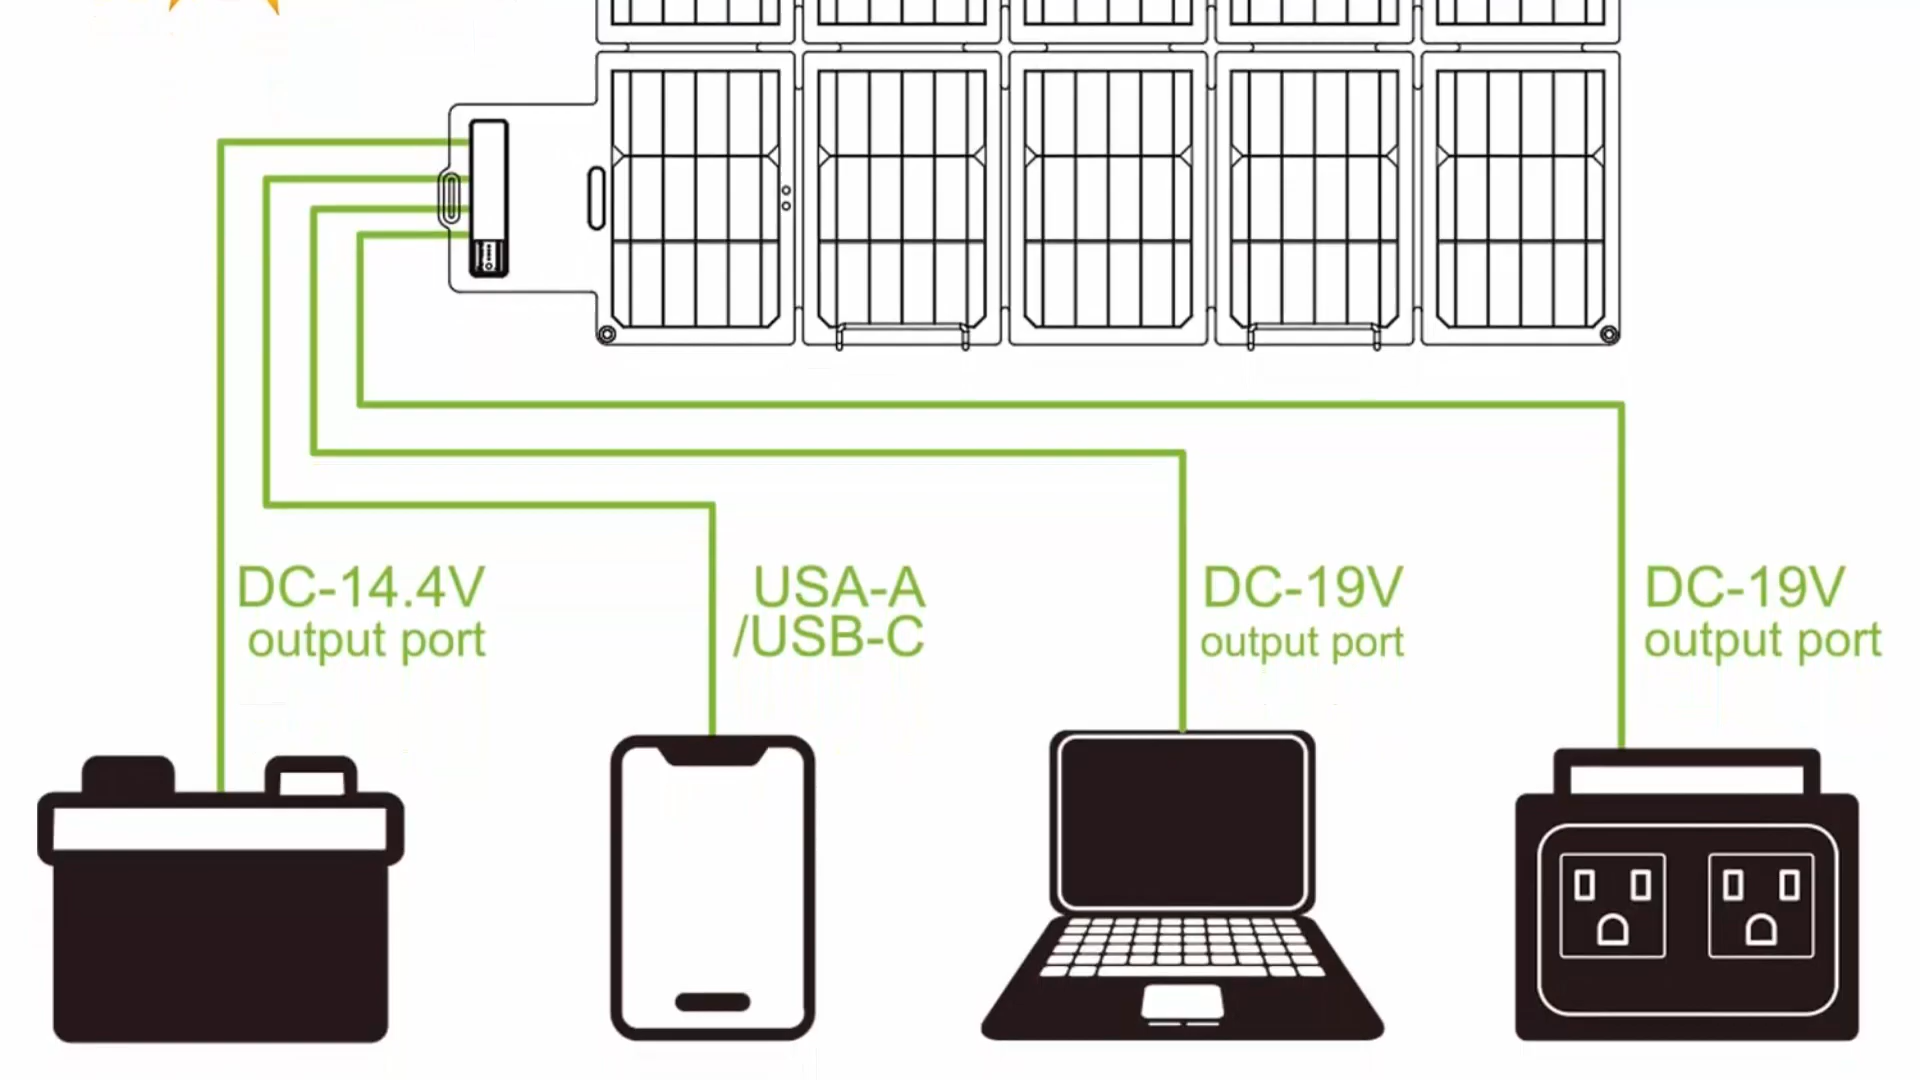 DC-14.4V
output port
USA-A
/USB-C
DC-19V
output port
DC-19V
output port